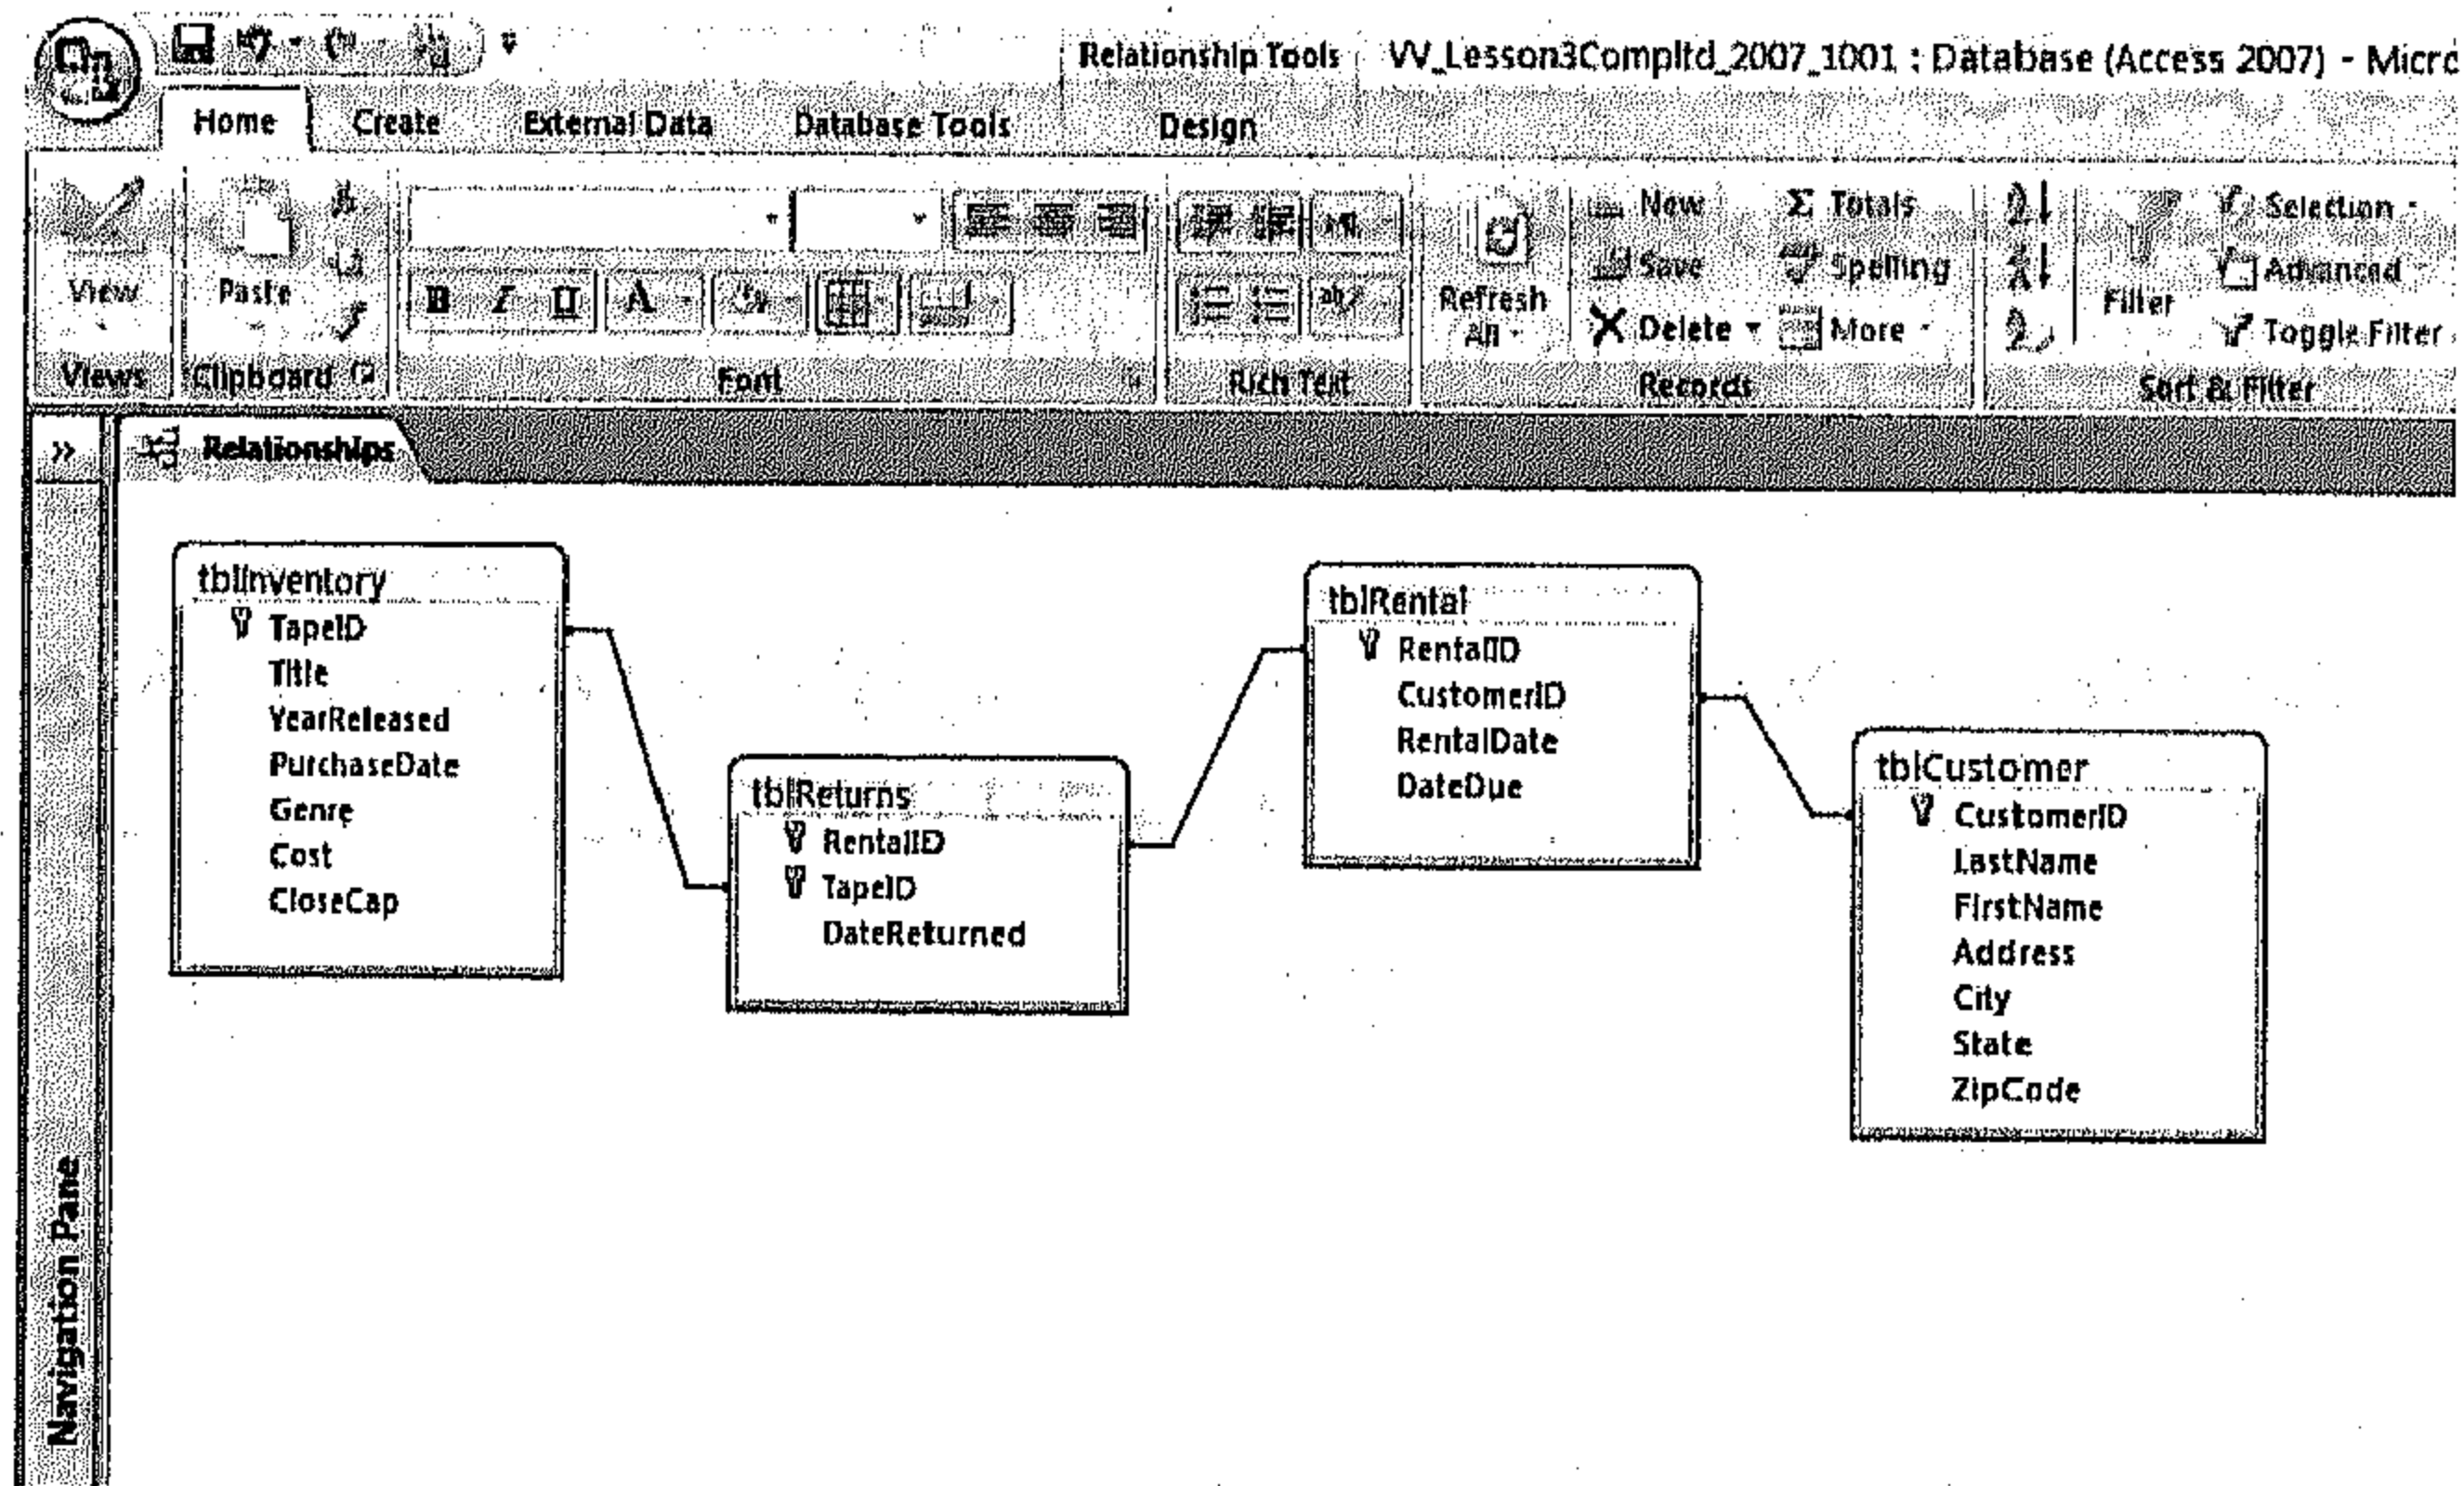 Relationship Tools VV_Lesson3Compltd_2007_1001 : Database (Access 2007) - Micro
Home Create External Data Database Tools Design
New Σ Totals Selection
View Paste Save Spelling Advanced
B I U A Refresh All Filter
Delete More Toggle Filter
Views Clipboard Font Rich Text Records Sort & Filter
» Relationships
tblInventory
TapeID
Title
YearReleased
PurchaseDate
Genre
Cost
CloseCap
tblReturns
RentalID
TapeID
DateReturned
tblRental
RentalID
CustomerID
RentalDate
DateDue
tblCustomer
CustomerID
LastName
FirstName
Address
City
State
ZipCode
Navigation Pane